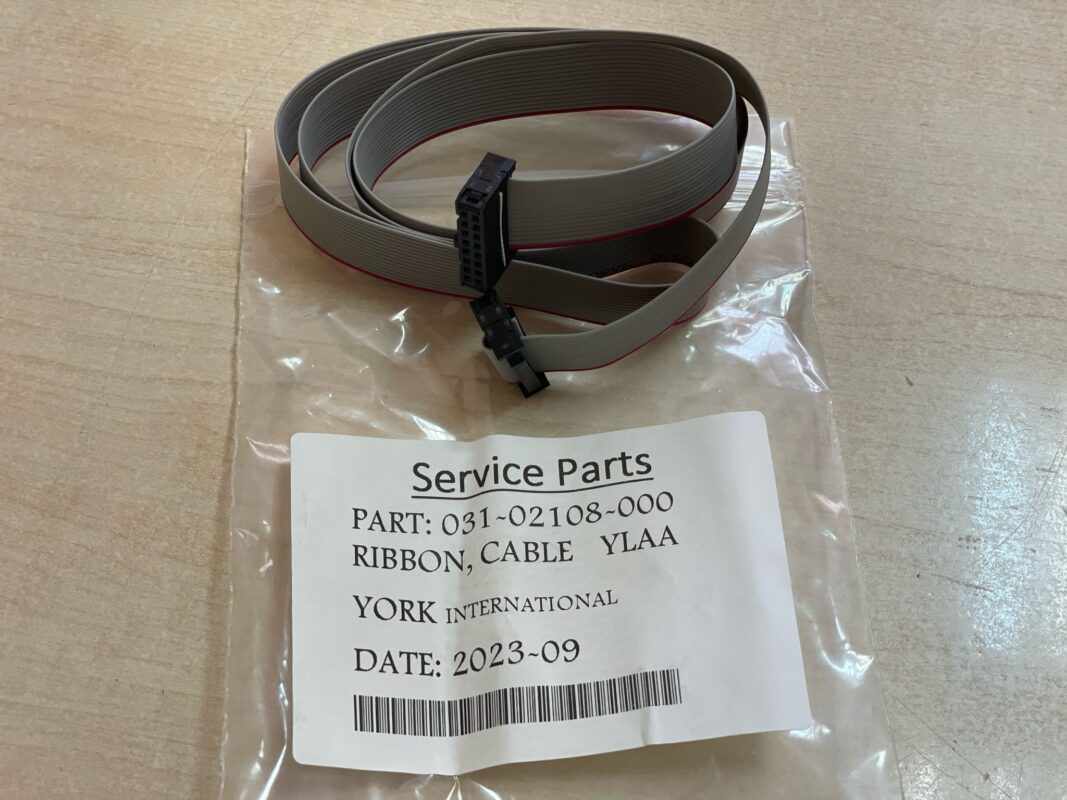 Service Parts
PART: 031-02108-000
RIBBON, CABLE YLAA
YORK INTERNATIONAL
DATE: 2023-09